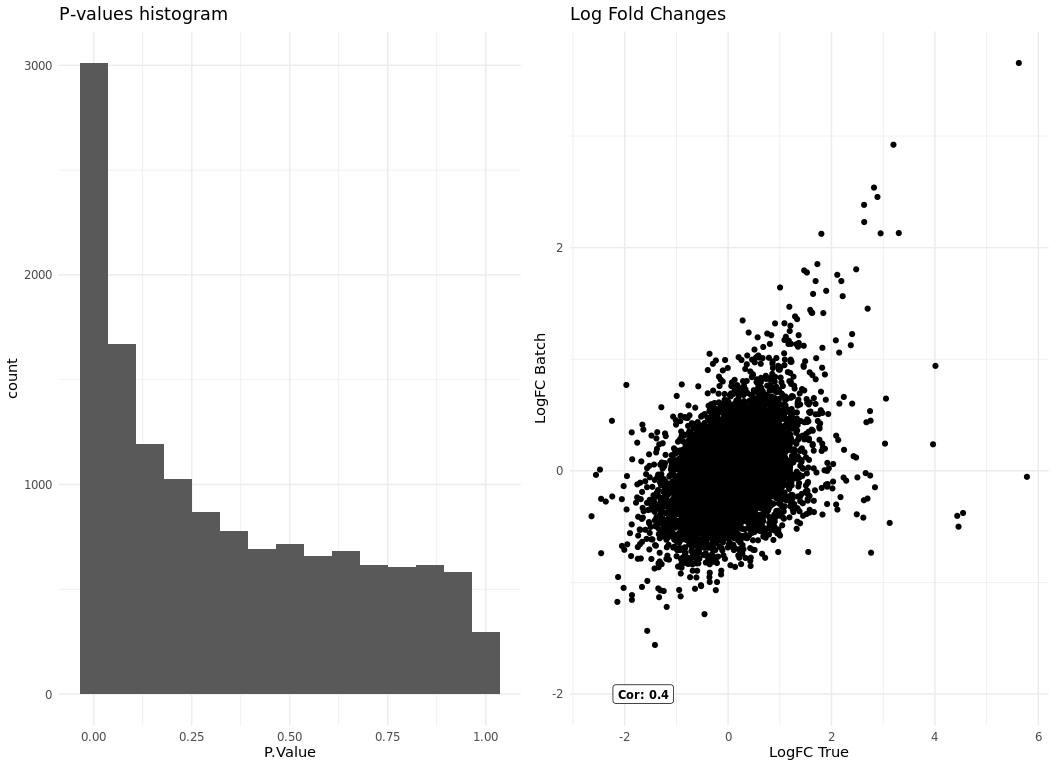 P-values histogram
3000
2000
1000
0
count
0.00 0.25 0.50 0.75 1.00
P.Value
Log Fold Changes
2
0
-2
LogFC Batch
Cor: 0.4
-2 0 2 4 6
LogFC True